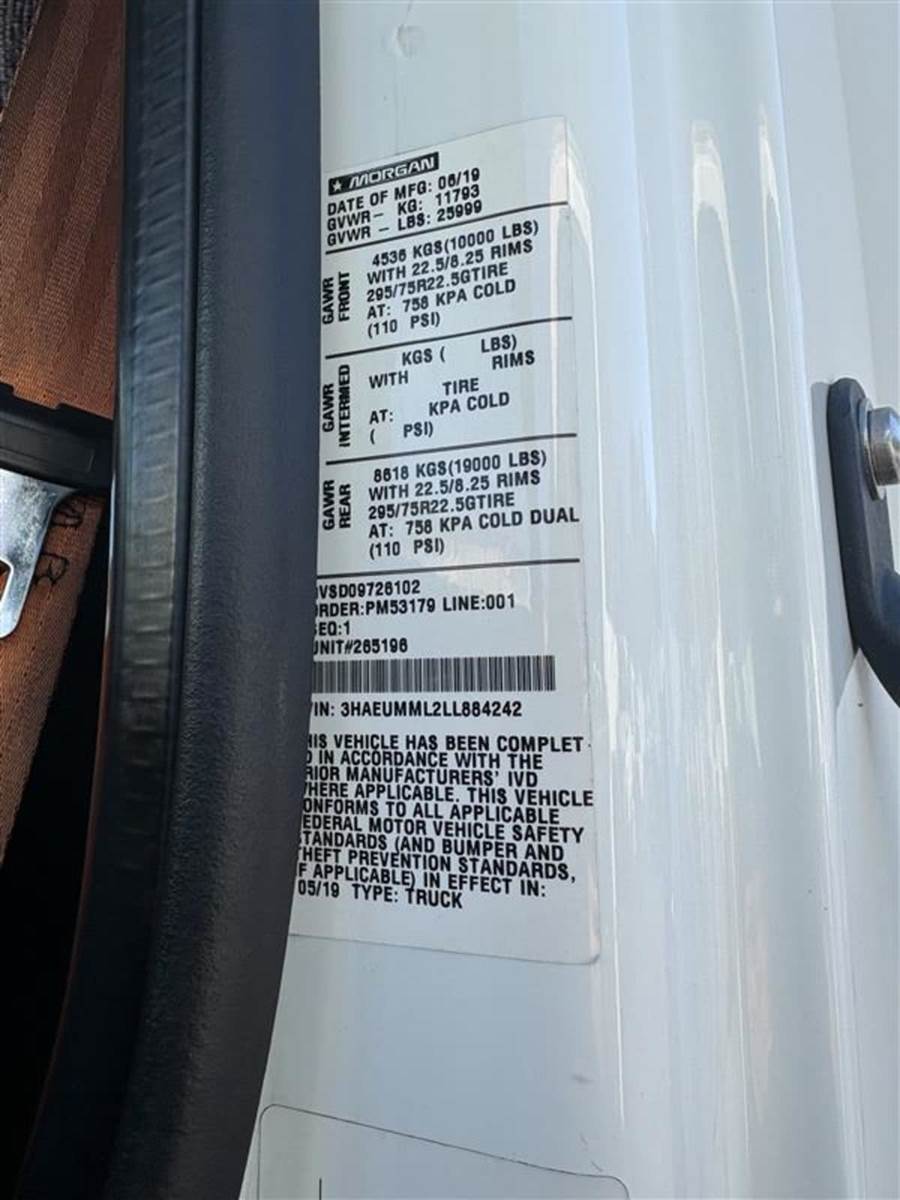 MORGAN
DATE OF MFG: 06/19
GVWR - KG: 11793
GVWR - LBS: 25999
GAWR FRONT
4536 KGS(10000 LBS)
WITH 22.5/8.25 RIMS
295/75R22.5GTIRE
AT: 758 KPA COLD
(110 PSI)
GAWR INTERMED
KGS ( LBS)
WITH RIMS
TIRE
AT: KPA COLD
( PSI)
GAWR REAR
8618 KGS(19000 LBS)
WITH 22.5/8.25 RIMS
295/75R22.5GTIRE
AT: 758 KPA COLD DUAL
(110 PSI)
VSD09726102
RDER:PM53179 LINE:001
EQ:1
UNIT#265196
VIN: 3HAEUMML2LL884242
HIS VEHICLE HAS BEEN COMPLET
D IN ACCORDANCE WITH THE
RIOR MANUFACTURERS' IVD
WHERE APPLICABLE. THIS VEHICLE
ONFORMS TO ALL APPLICABLE
EDERAL MOTOR VEHICLE SAFETY
TANDARDS (AND BUMPER AND
THEFT PREVENTION STANDARDS,
IF APPLICABLE) IN EFFECT IN:
05/19 TYPE: TRUCK